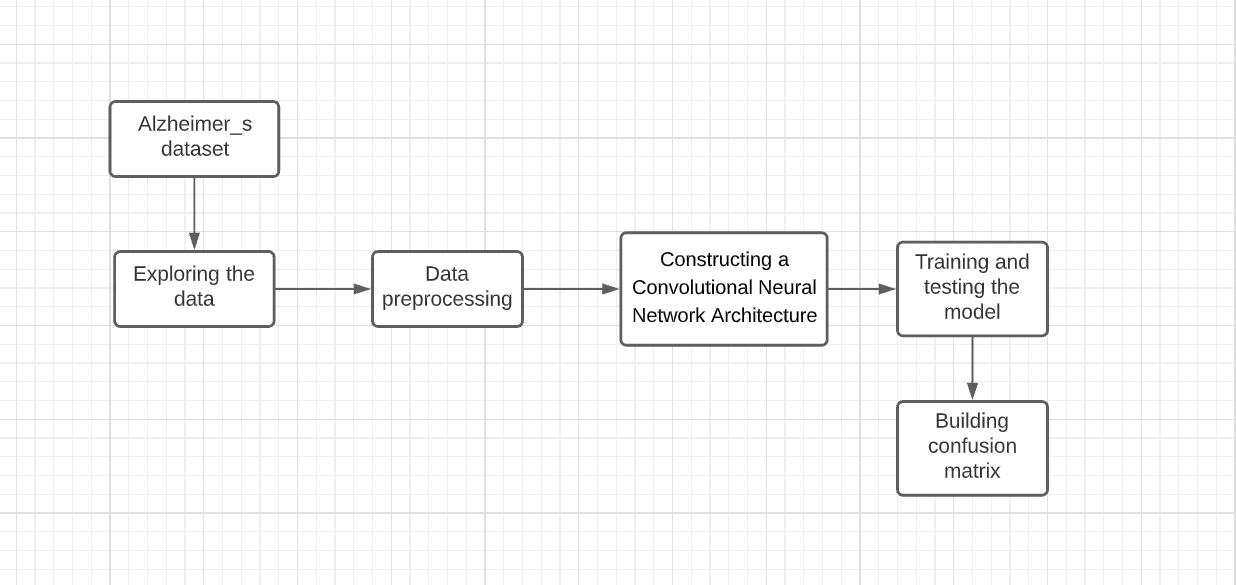 Alzheimer_s
dataset
Exploring the
data
Data
preprocessing
Constructing a
Convolutional Neural
Network Architecture
Training and
testing the
model
Building
confusion
matrix